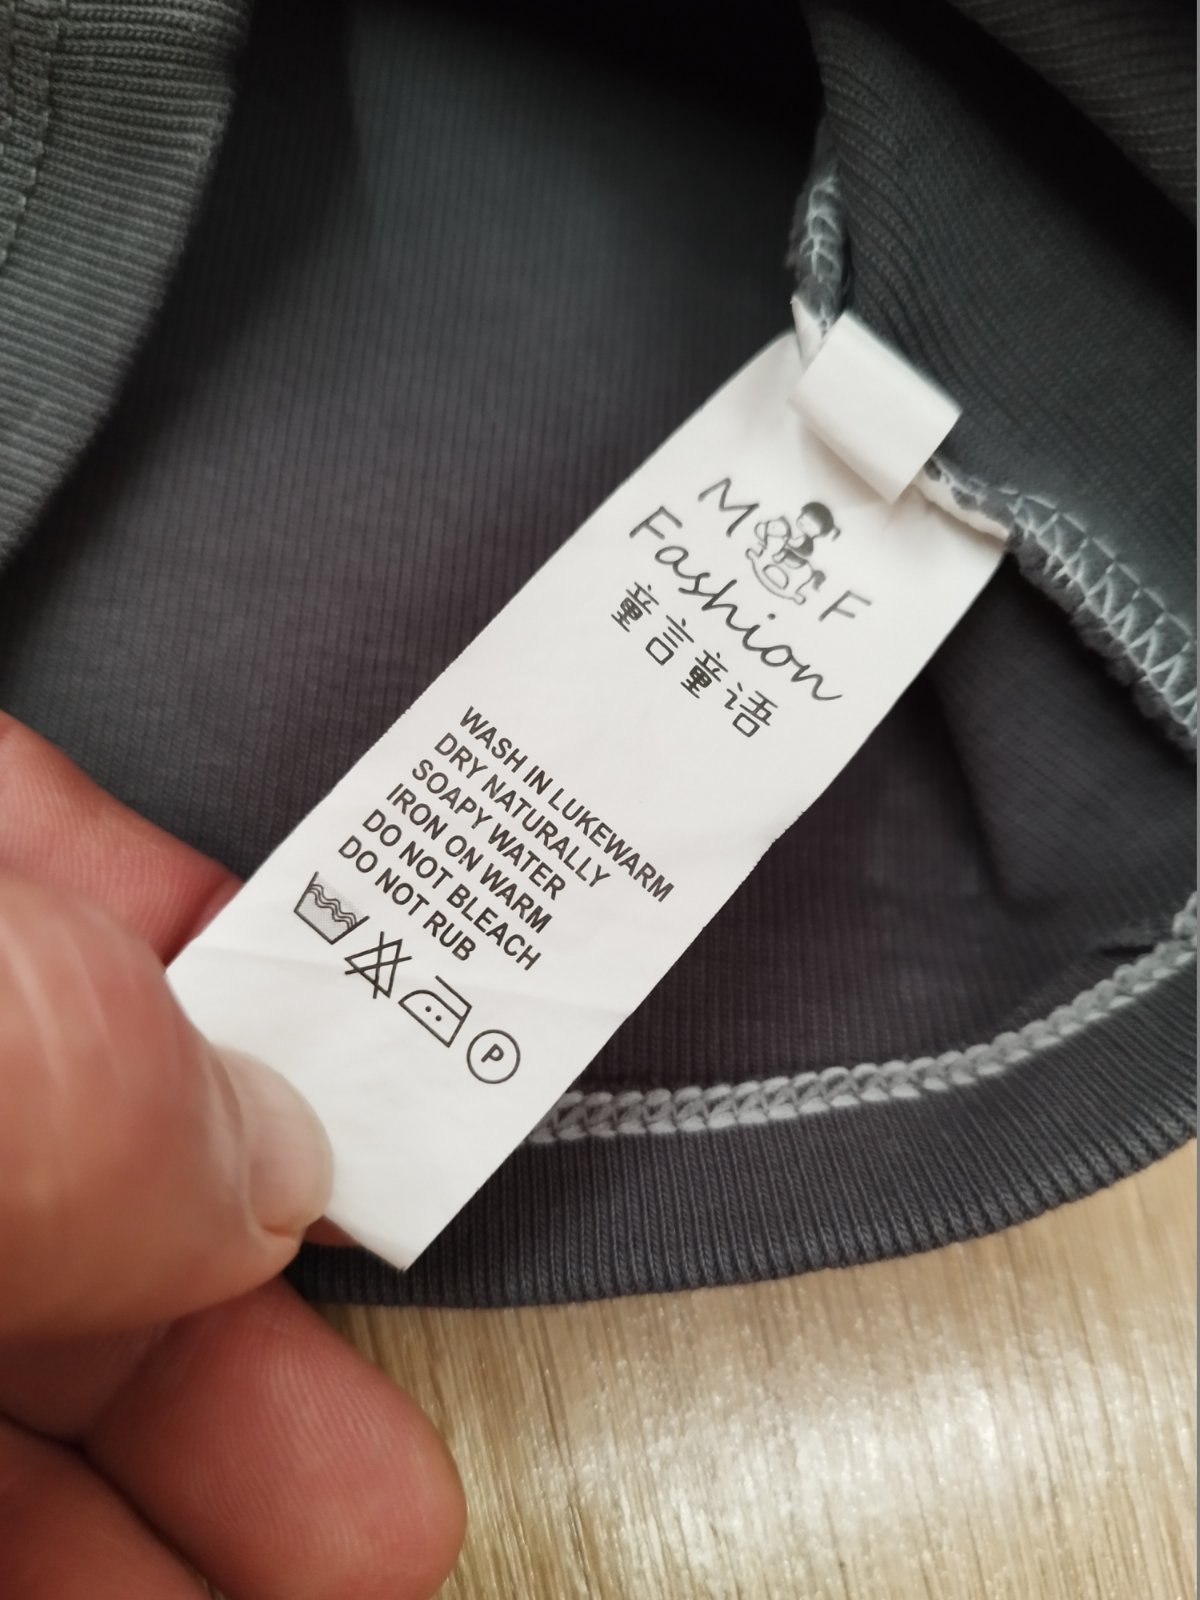 M F
Fashion
童言童语
WASH IN LUKEWARM
DRY NATURALLY
SOAPY WATER
IRON ON WARM
DO NOT BLEACH
DO NOT RUB
P